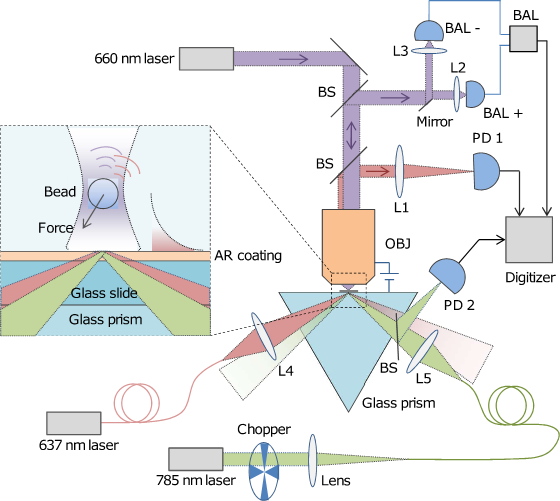 BAL -
BAL
660 nm laser
L3
L2
BS
BAL +
Mirror
PD 1
BS
Bead
L1
Force
OBJ
AR coating
Digitizer
Glass slide
PD 2
Glass prism
BS
L4
L5
Glass prism
637 nm laser
Chopper
785 nm laser
Lens